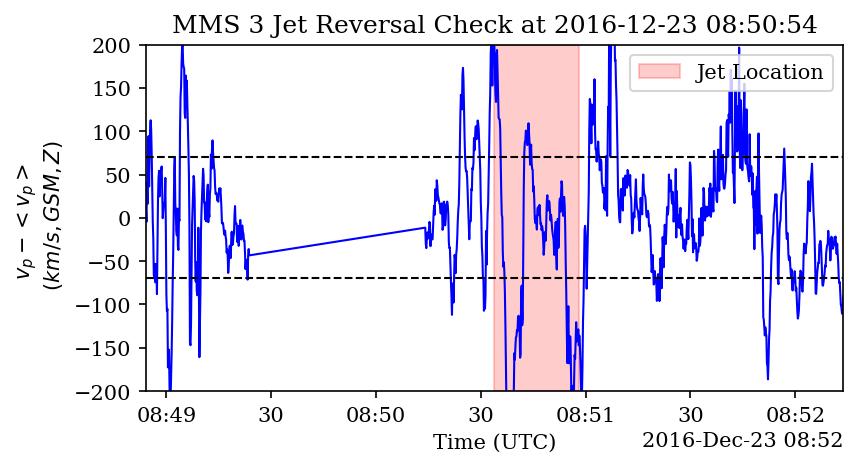 MMS 3 Jet Reversal Check at 2016-12-23 08:50:54
200
150
100
50
0
−50
−100
−150
−200
v_p − < v_p >
(km/s, GSM, Z)
Jet Location
08:49 30 08:50 30 08:51 30 08:52
Time (UTC)
2016-Dec-23 08:52